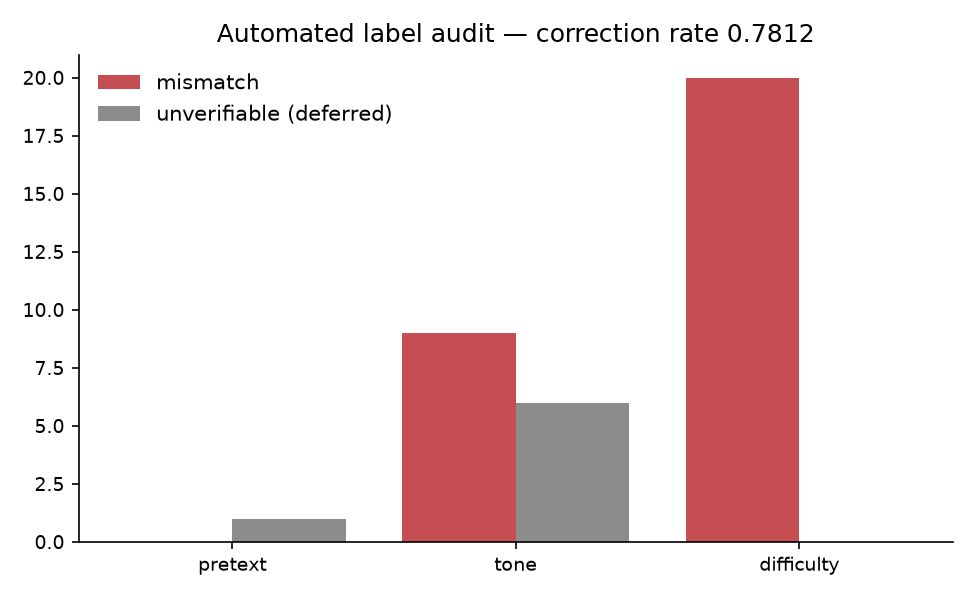 Automated label audit — correction rate 0.7812
mismatch
unverifiable (deferred)
20.0
17.5
15.0
12.5
10.0
7.5
5.0
2.5
0.0
pretext
tone
difficulty